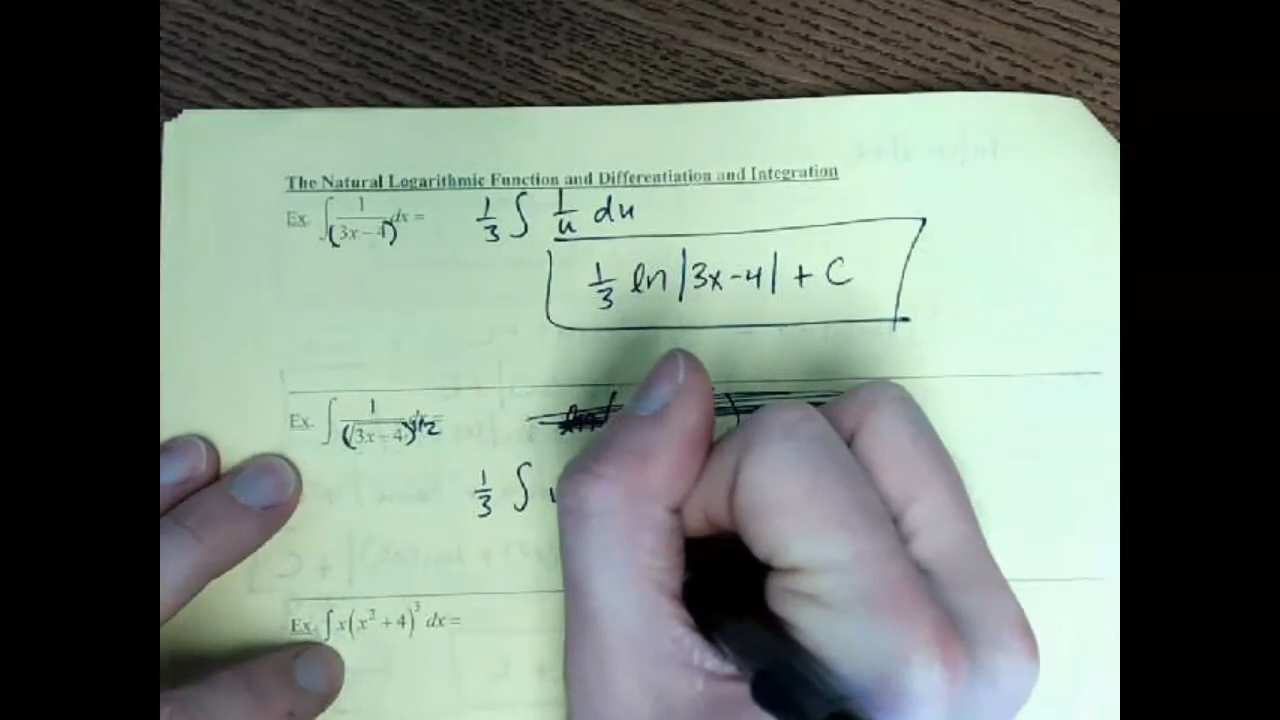 The Natural Logarithmic Function and Differentiation and Integration
Ex. ∫ 1/(3x − 4) dx = 1/3 ∫ 1/u du
1/3 ln |3x-4| + C
Ex. ∫ 1/(√3x − 4)^1/2 dx =
1/3 ∫
Ex. ∫ x(x² + 4)³ dx =